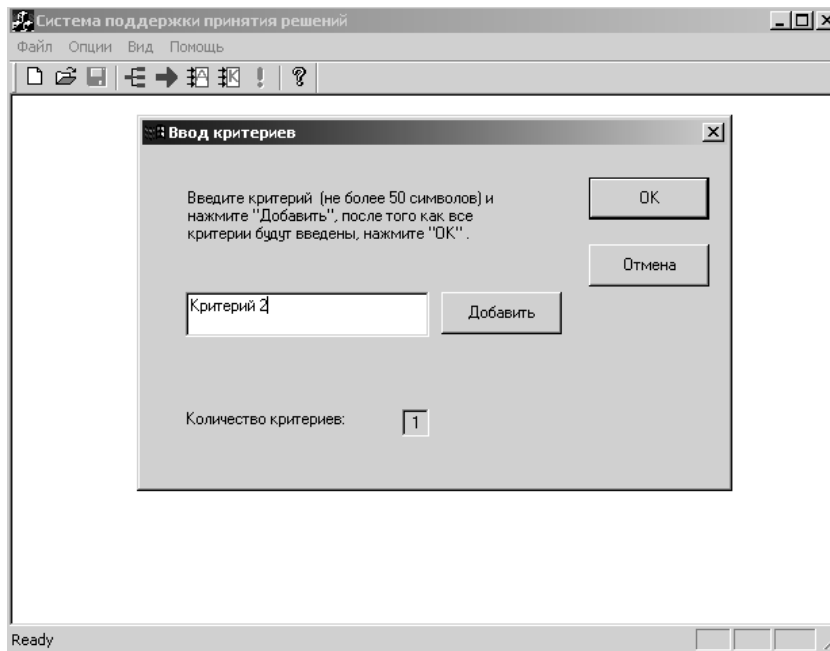 Система поддержки принятия решений
Файл Опции Вид Помощь
Ввод критериев
Введите критерий (не более 50 символов) и
нажмите "Добавить", после того как все
критерии будут введены, нажмите "ОК" .
ОК
Отмена
Критерий 2
Добавить
Количество критериев: 1
Ready